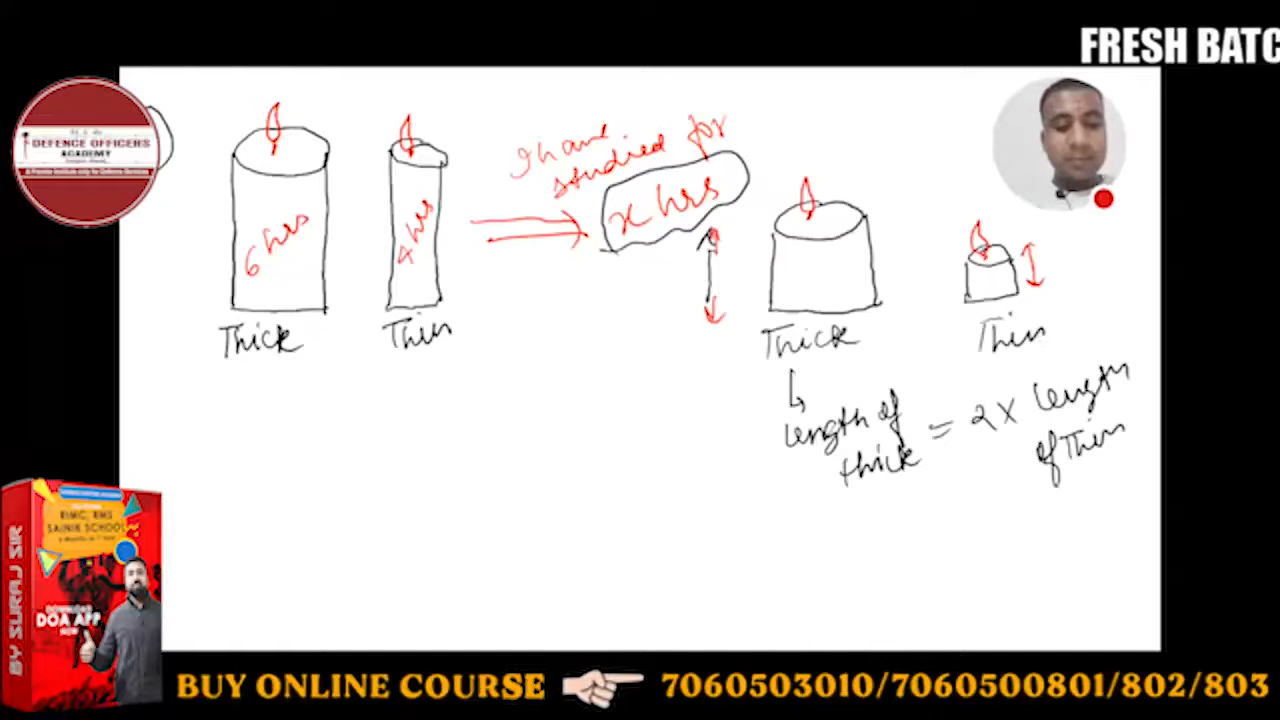 FRESH BATC
DEFENCE OFFICERS
ACADEMY
6 hrs
4 hrs
I have
studied for
x hrs
Thick
Thin
Thick
Thin
length of
thick
= 2 x length
of Thin
RIMC, RMS
SAINIK SCHOOL
DOWNLOAD
DOA APP
NOW
BY SURAJ SIR
BUY ONLINE COURSE
7060503010/7060500801/802/803